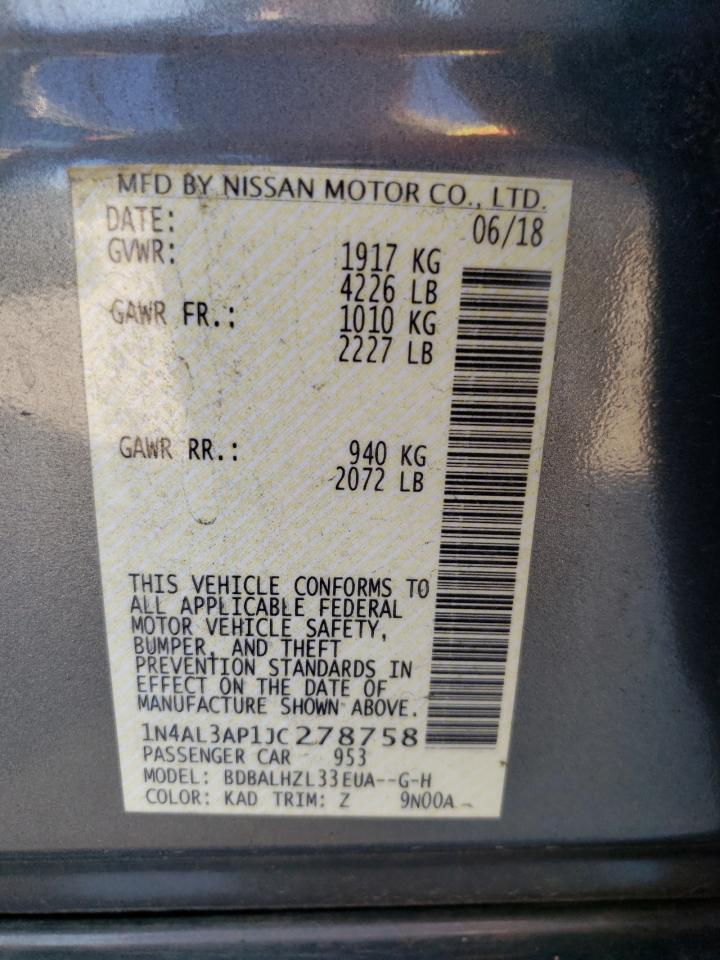 MFD BY NISSAN MOTOR CO., LTD.
DATE: 06/18
GVWR: 1917 KG
4226 LB
GAWR FR.: 1010 KG
2227 LB
GAWR RR.: 940 KG
2072 LB
THIS VEHICLE CONFORMS TO
ALL APPLICABLE FEDERAL
MOTOR VEHICLE SAFETY,
BUMPER, AND THEFT
PREVENTION STANDARDS IN
EFFECT ON THE DATE OF
MANUFACTURE SHOWN ABOVE.
1N4AL3AP1JC278758
PASSENGER CAR 953
MODEL: BDBALHZL33EUA--G-H
COLOR: KAD TRIM: Z 9N00A